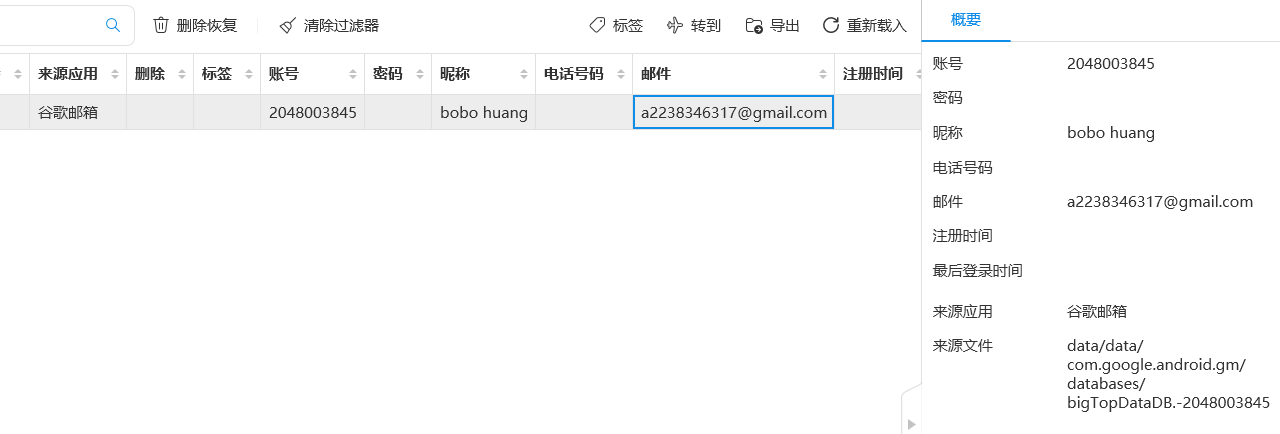 删除恢复 清除过滤器 标签 转到 导出 重新载入
来源应用 删除 标签 账号 密码 昵称 电话号码 邮件 注册时间
谷歌邮箱 2048003845 bobo huang a2238346317@gmail.com
概要
账号 2048003845
密码
昵称 bobo huang
电话号码
邮件 a2238346317@gmail.com
注册时间
最后登录时间
来源应用 谷歌邮箱
来源文件 data/data/
com.google.android.gm/
databases/
bigTopDataDB.-2048003845